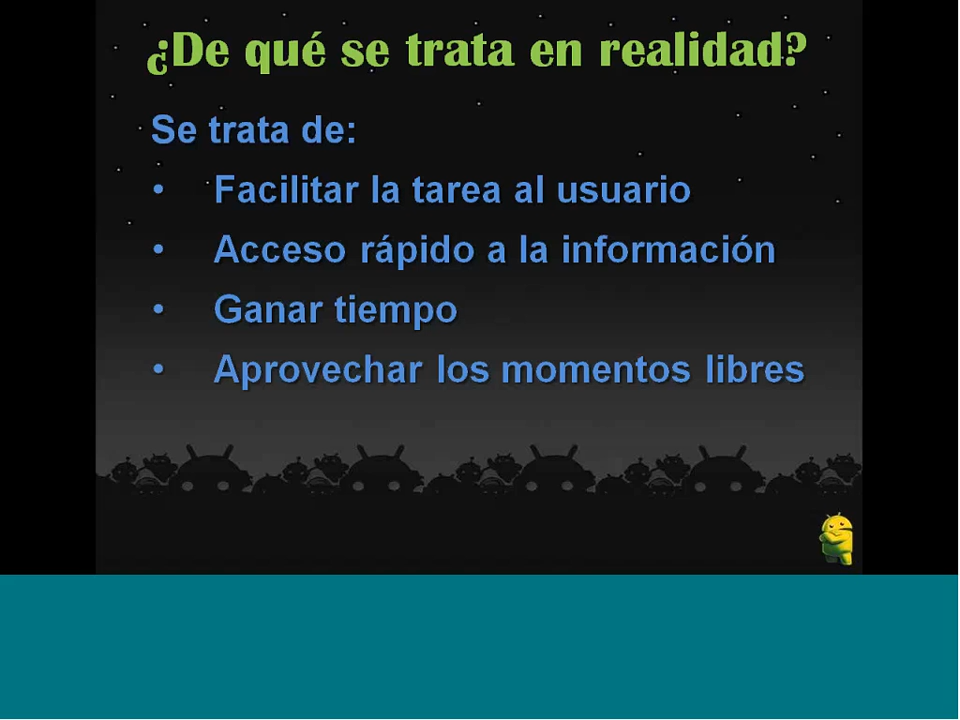 ¿De qué se trata en realidad?
Se trata de:
• Facilitar la tarea al usuario
• Acceso rápido a la información
• Ganar tiempo
• Aprovechar los momentos libres